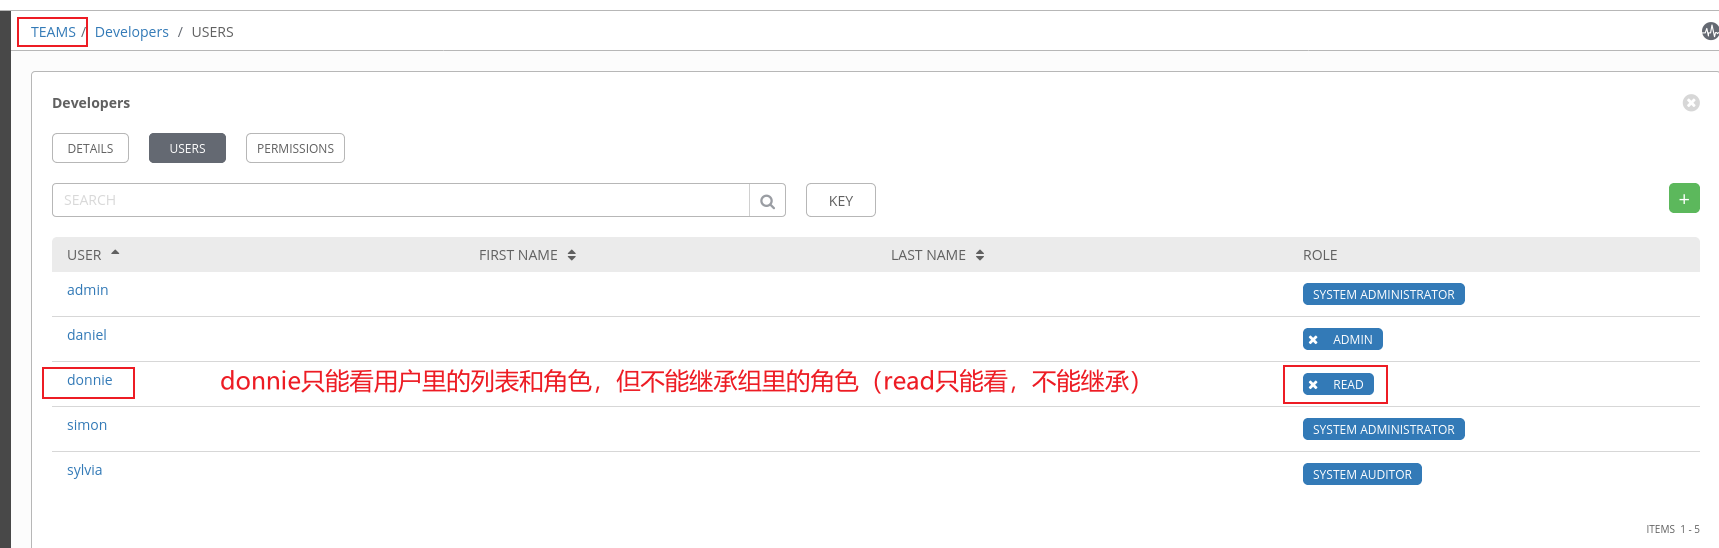 TEAMS / Developers / USERS
Developers
DETAILS USERS PERMISSIONS
SEARCH KEY +
USER FIRST NAME LAST NAME ROLE
admin SYSTEM ADMINISTRATOR
daniel ADMIN
donnie donnie只能看用户里的列表和角色，但不能继承组里的角色（read只能看，不能继承） READ
simon SYSTEM ADMINISTRATOR
sylvia SYSTEM AUDITOR
ITEMS 1 - 5